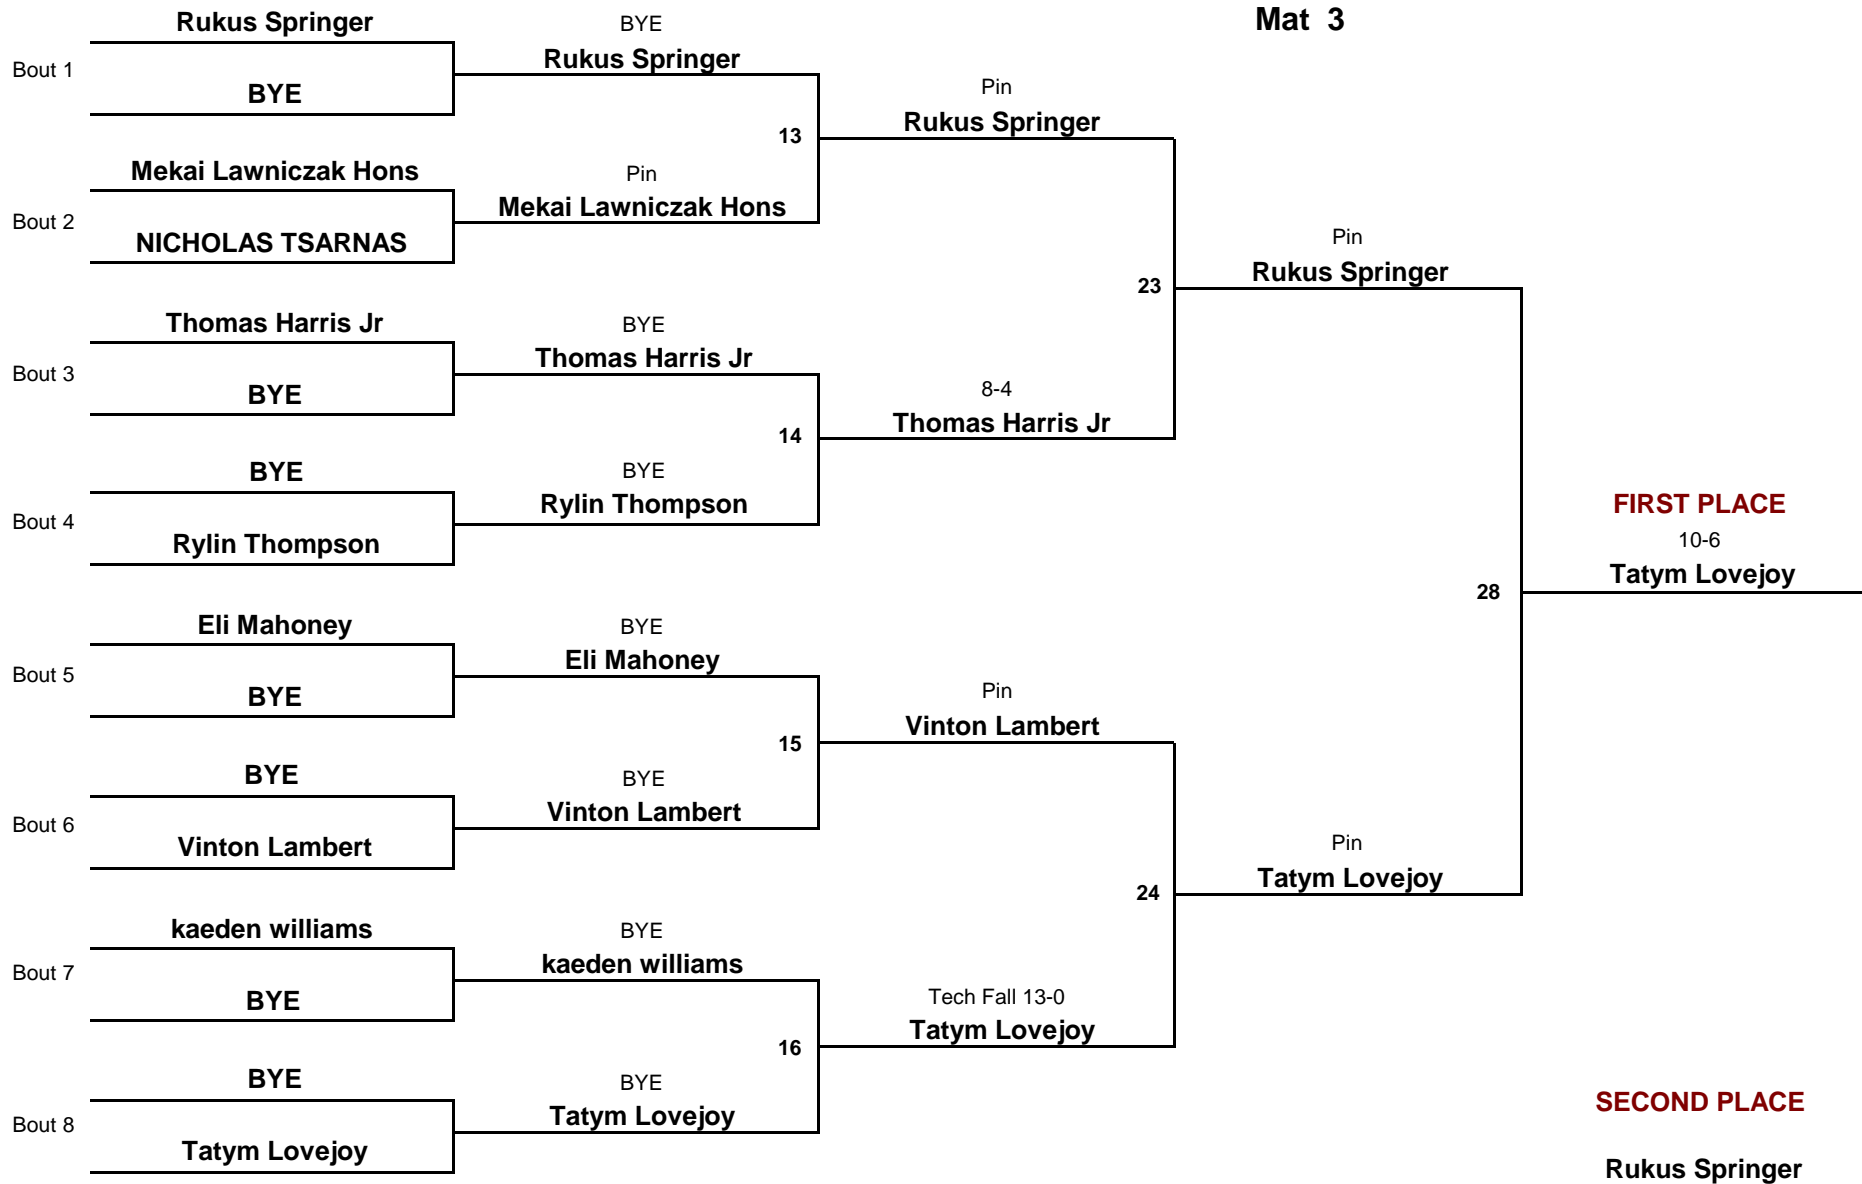 Mat 3
Rukus Springer
Bout 1
BYE
Mekai Lawniczak Hons
Bout 2
NICHOLAS TSARNAS
Thomas Harris Jr
Bout 3
BYE
BYE
Bout 4
Rylin Thompson
Eli Mahoney
Bout 5
BYE
BYE
Bout 6
Vinton Lambert
kaeden williams
Bout 7
BYE
BYE
Bout 8
Tatym Lovejoy
BYE
Rukus Springer
13
Pin
Mekai Lawniczak Hons
BYE
Thomas Harris Jr
14
BYE
Rylin Thompson
BYE
Eli Mahoney
15
BYE
Vinton Lambert
BYE
kaeden williams
16
BYE
Tatym Lovejoy
Pin
Rukus Springer
23
8-4
Thomas Harris Jr
Pin
Vinton Lambert
24
Tech Fall 13-0
Tatym Lovejoy
Pin
Rukus Springer
28
Pin
Tatym Lovejoy
FIRST PLACE
10-6
Tatym Lovejoy
SECOND PLACE
Rukus Springer